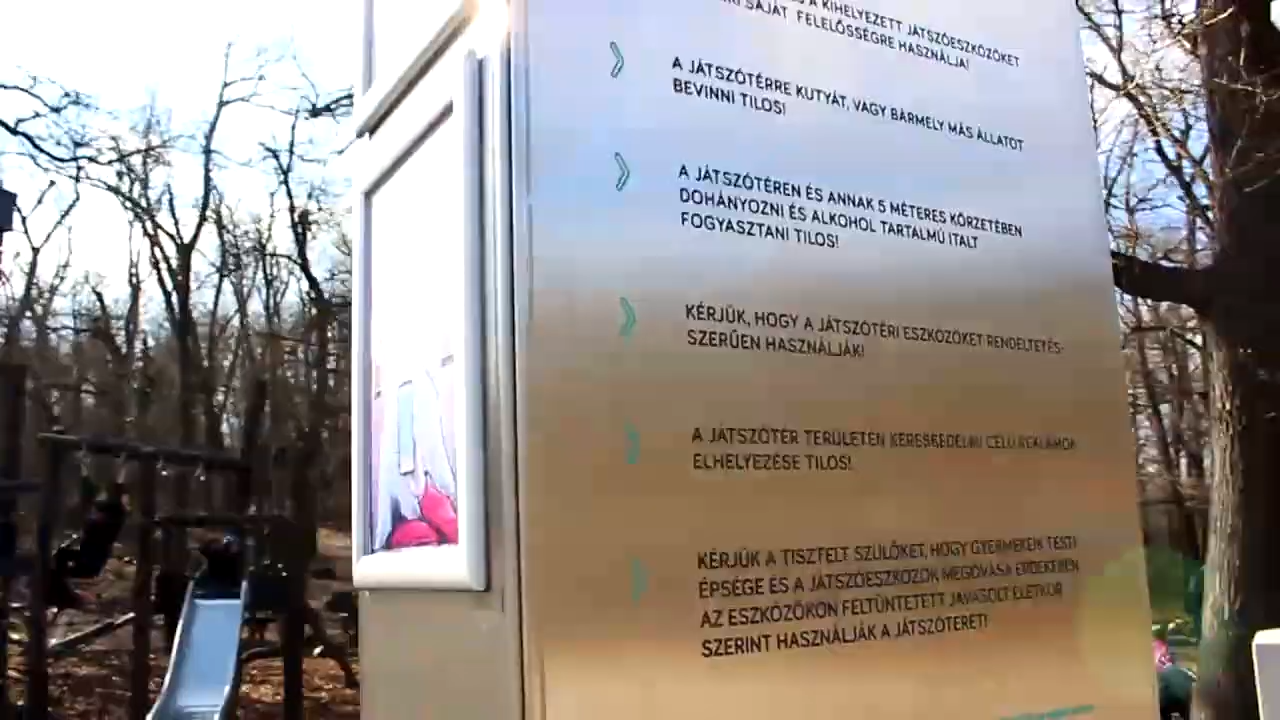 A KIHELYEZETT JÁTSZÓESZKÖZÖKET
SAJÁT FELELŐSSÉGRE HASZNÁLJA!
A JÁTSZÓTÉRRE KUTYÁT, VAGY BÁRMELY MÁS ÁLLATOT
BEVINNI TILOS!
A JÁTSZÓTÉREN ÉS ANNAK 5 MÉTERES KÖRZETÉBEN
DOHÁNYOZNI ÉS ALKOHOL TARTALMÚ ITALT
FOGYASZTANI TILOS!
KÉRJÜK, HOGY A JÁTSZÓTÉRI ESZKÖZÖKET RENDELTETÉS-
SZERŰEN HASZNÁLJÁK!
A JÁTSZÓTÉR TERÜLETÉN KERESKEDELMI CÉLÚ REKLÁMOK
ELHELYEZÉSE TILOS!
KÉRJÜK A TISZTELT SZÜLŐKET, HOGY GYERMEKEIK TESTI
ÉPSÉGE ÉS A JÁTSZÓESZKÖZÖK MEGÓVÁSA ÉRDEKÉBEN
AZ ESZKÖZÖKÖN FELTÜNTETETT JAVASOLT ÉLETKOR
SZERINT HASZNÁLJÁK A JÁTSZÓTERET!